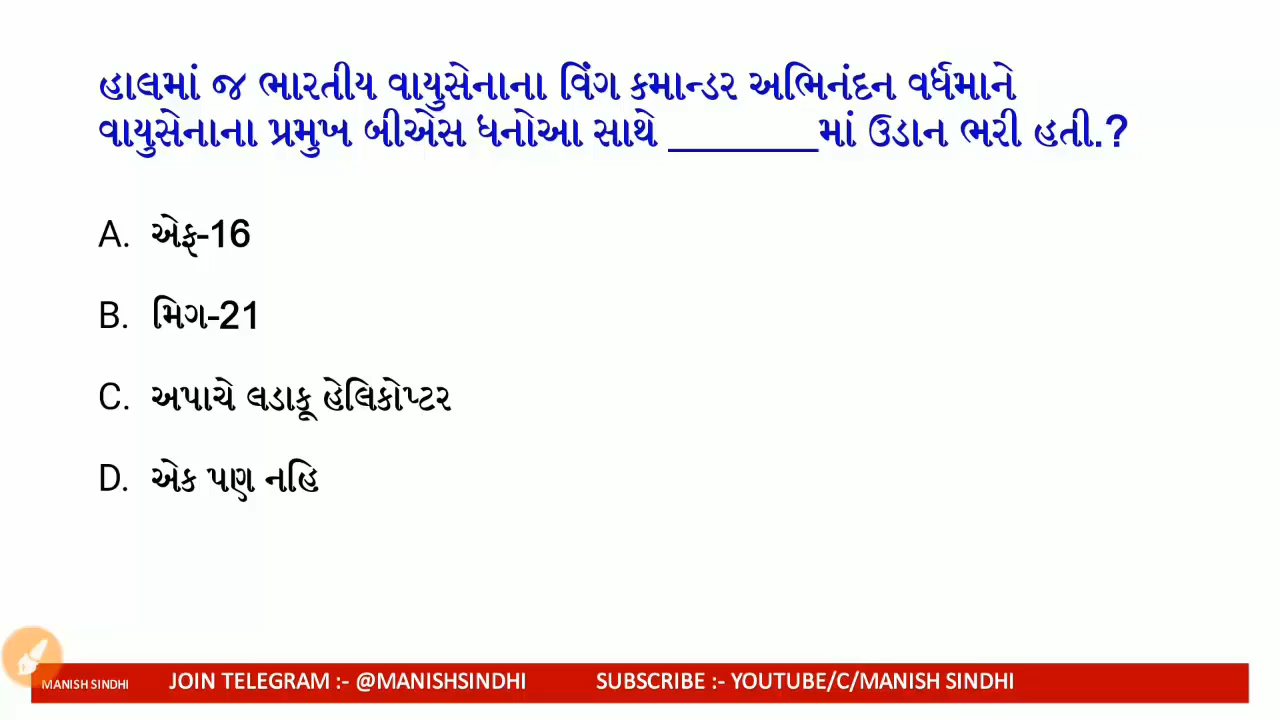 હાલમાં જ ભારતીય વાયુસેનાના વિંગ કમાન્ડર અભિનંદન વર્ધમાને
વાયુસેનાના પ્રમુખ બીએસ ધનોઆ સાથે ________માં ઉડાન ભરી હતી.?
A. એફ-16
B. મિગ-21
C. અપાચે લડાકૂ હેલિકોપ્ટર
D. એક પણ નહિ
MANISH SINDHI JOIN TELEGRAM :- @MANISHSINDHI SUBSCRIBE :- YOUTUBE/C/MANISH SINDHI